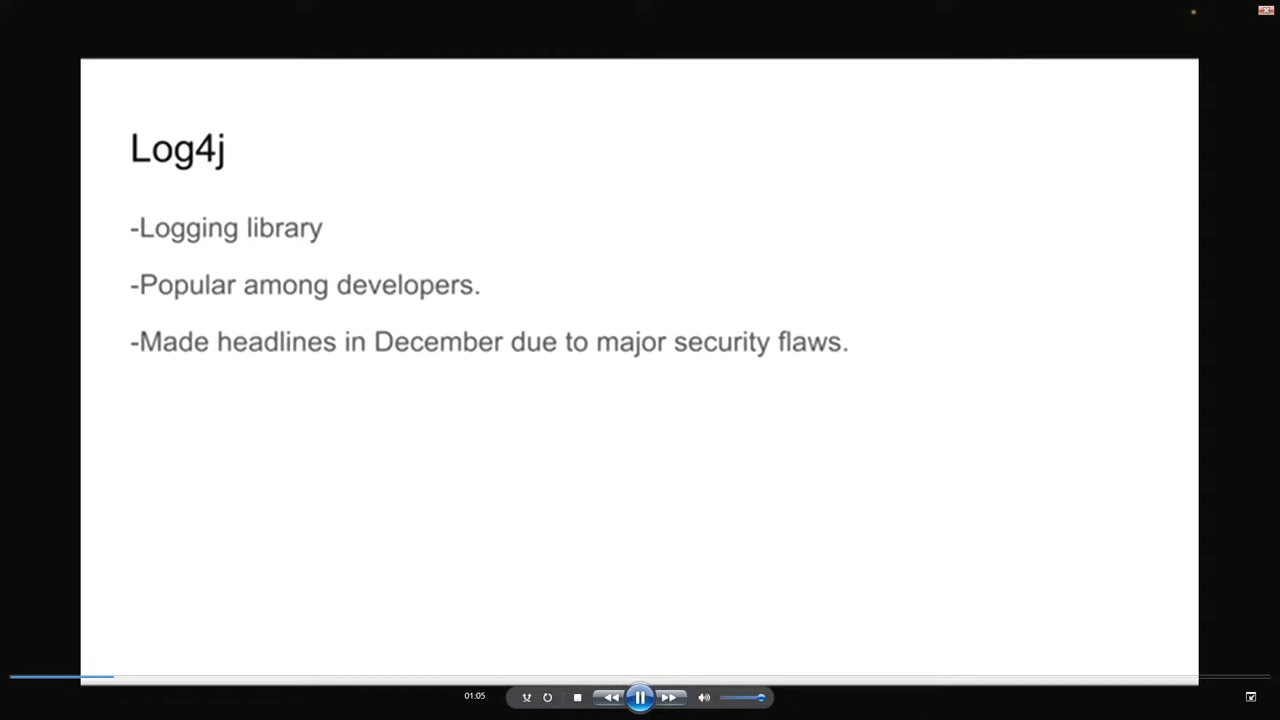 Log4j
-Logging library
-Popular among developers.
-Made headlines in December due to major security flaws.
01:05